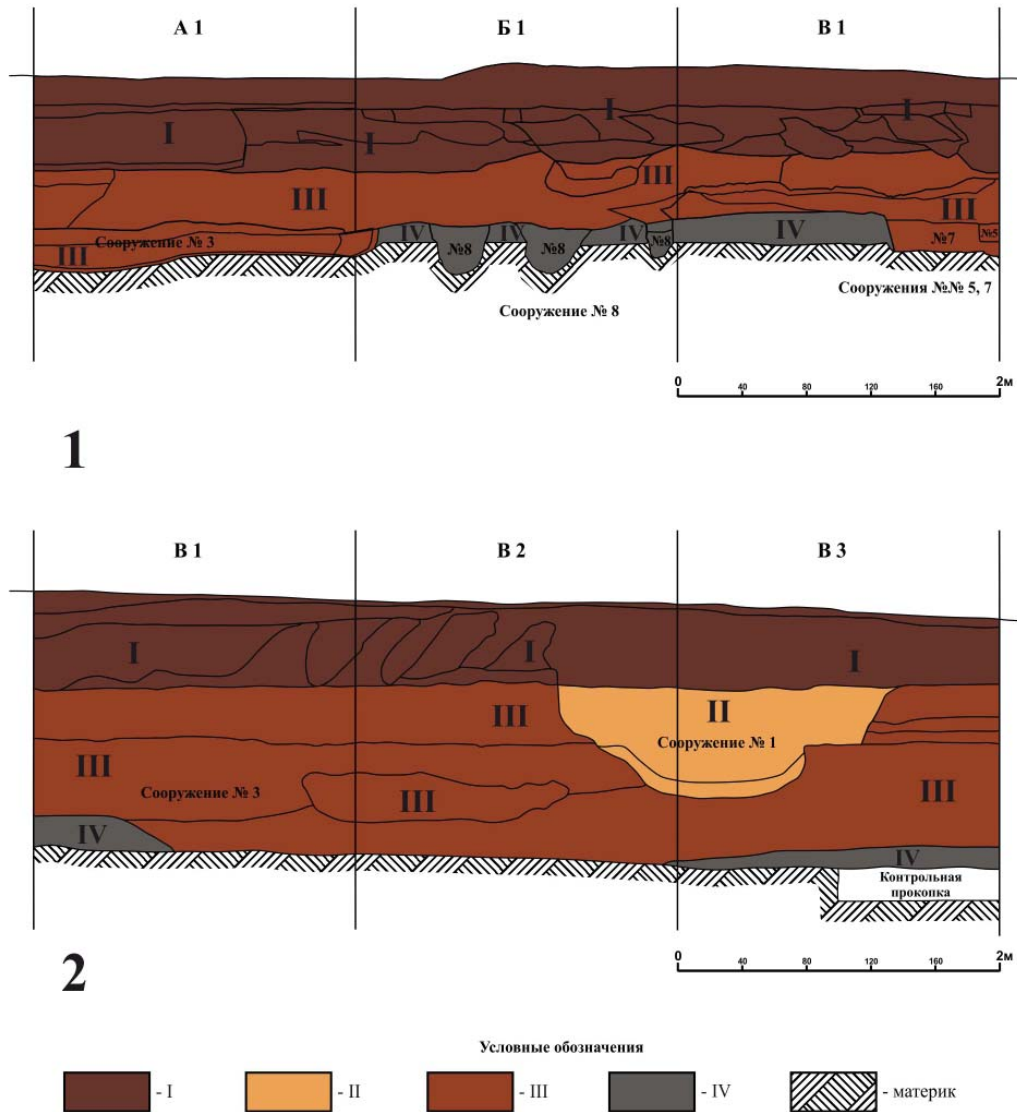 А 1 Б 1 В 1
I I I I
III III III
Сооружение № 3 IV IV IV IV №7 №5
III №8 №8 №8
Сооружения №№ 5, 7
Сооружение № 8
0 40 80 120 160 2м
1
В 1 В 2 В 3
I I I
III II
Сооружение № 1
III III III
Сооружение № 3
IV IV
Контрольная
прокопка
2
0 40 80 120 160 2м
Условные обозначения
- I - II - III - IV - материк